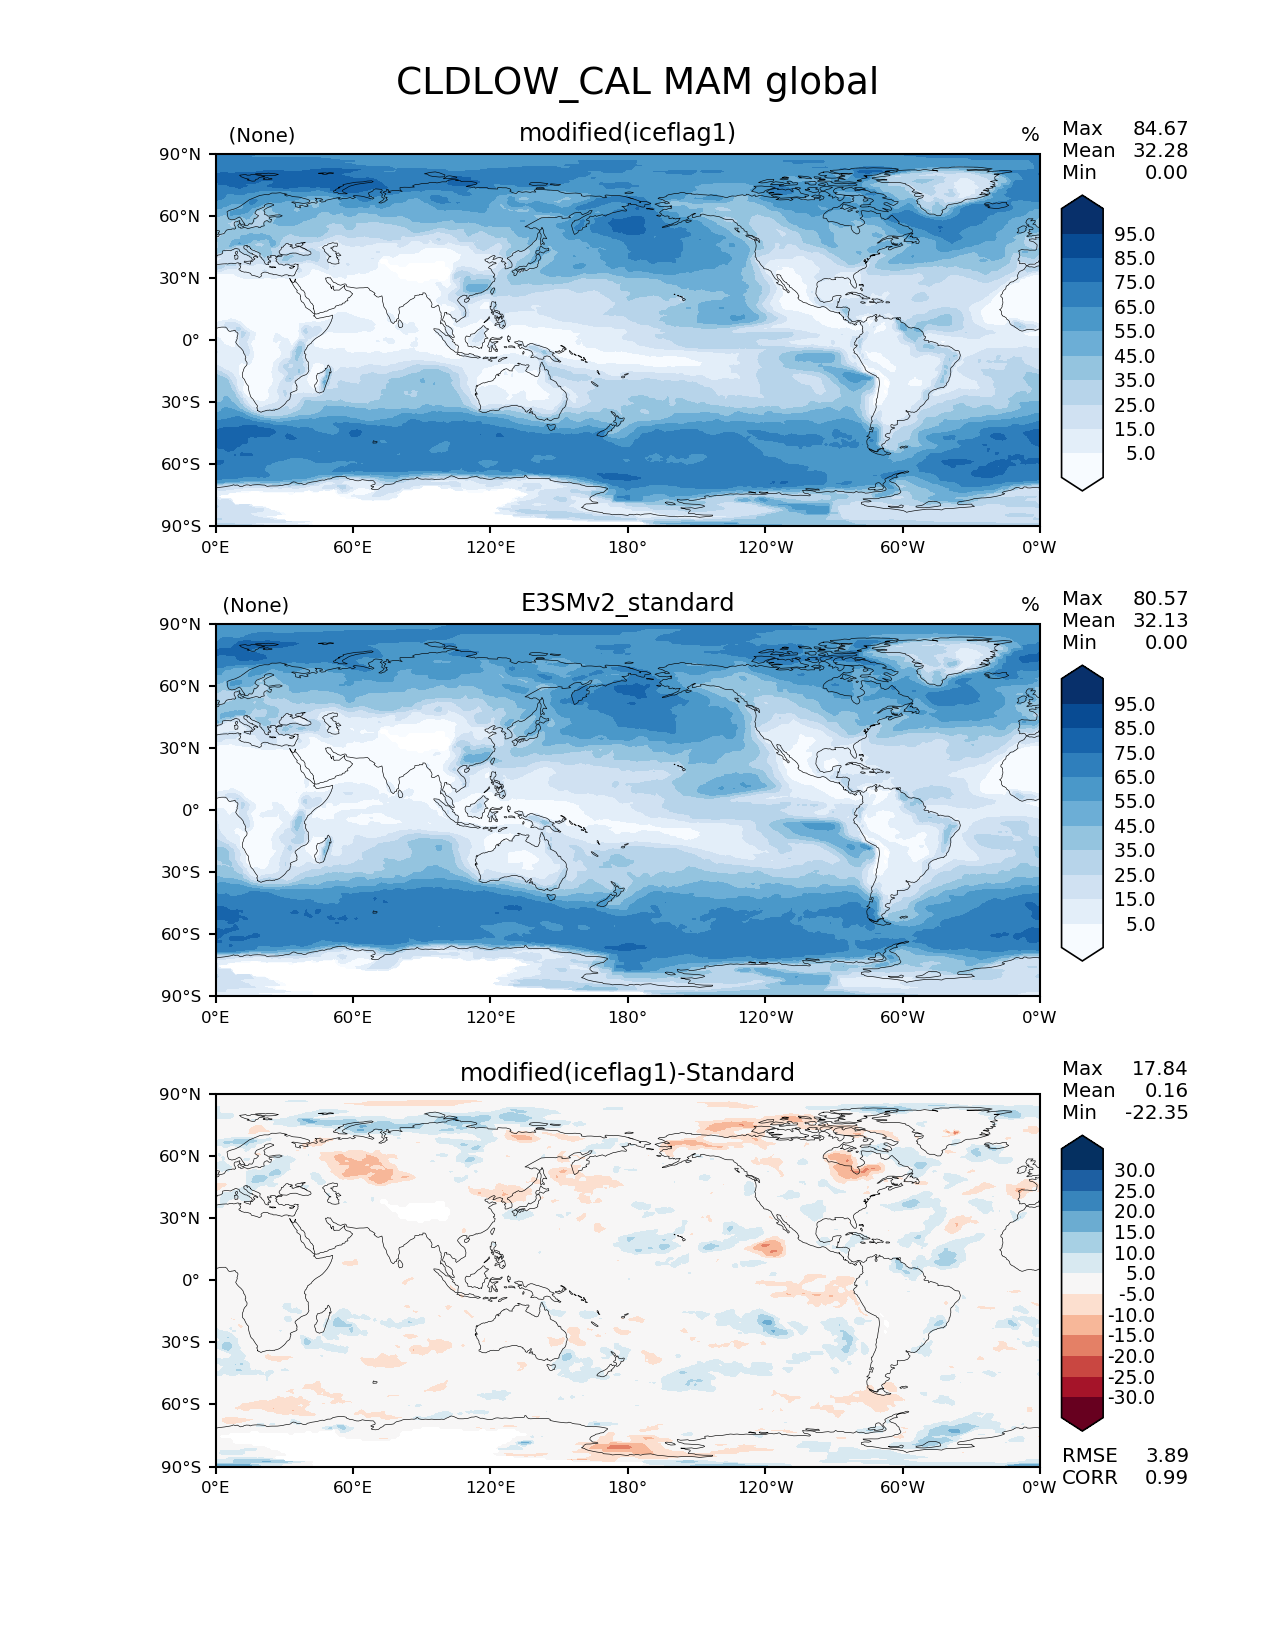 CLDLOW_CAL MAM global
(None) modified(iceflag1) %
Max 84.67
Mean 32.28
Min 0.00
90°N
60°N
30°N
0°
30°S
60°S
90°S
0°E 60°E 120°E 180° 120°W 60°W 0°W
95.0
85.0
75.0
65.0
55.0
45.0
35.0
25.0
15.0
5.0
(None) E3SMv2_standard %
Max 80.57
Mean 32.13
Min 0.00
90°N
60°N
30°N
0°
30°S
60°S
90°S
0°E 60°E 120°E 180° 120°W 60°W 0°W
95.0
85.0
75.0
65.0
55.0
45.0
35.0
25.0
15.0
5.0
modified(iceflag1)-Standard
Max 17.84
Mean 0.16
Min -22.35
90°N
60°N
30°N
0°
30°S
60°S
90°S
0°E 60°E 120°E 180° 120°W 60°W 0°W
30.0
25.0
20.0
15.0
10.0
5.0
-5.0
-10.0
-15.0
-20.0
-25.0
-30.0
RMSE 3.89
CORR 0.99